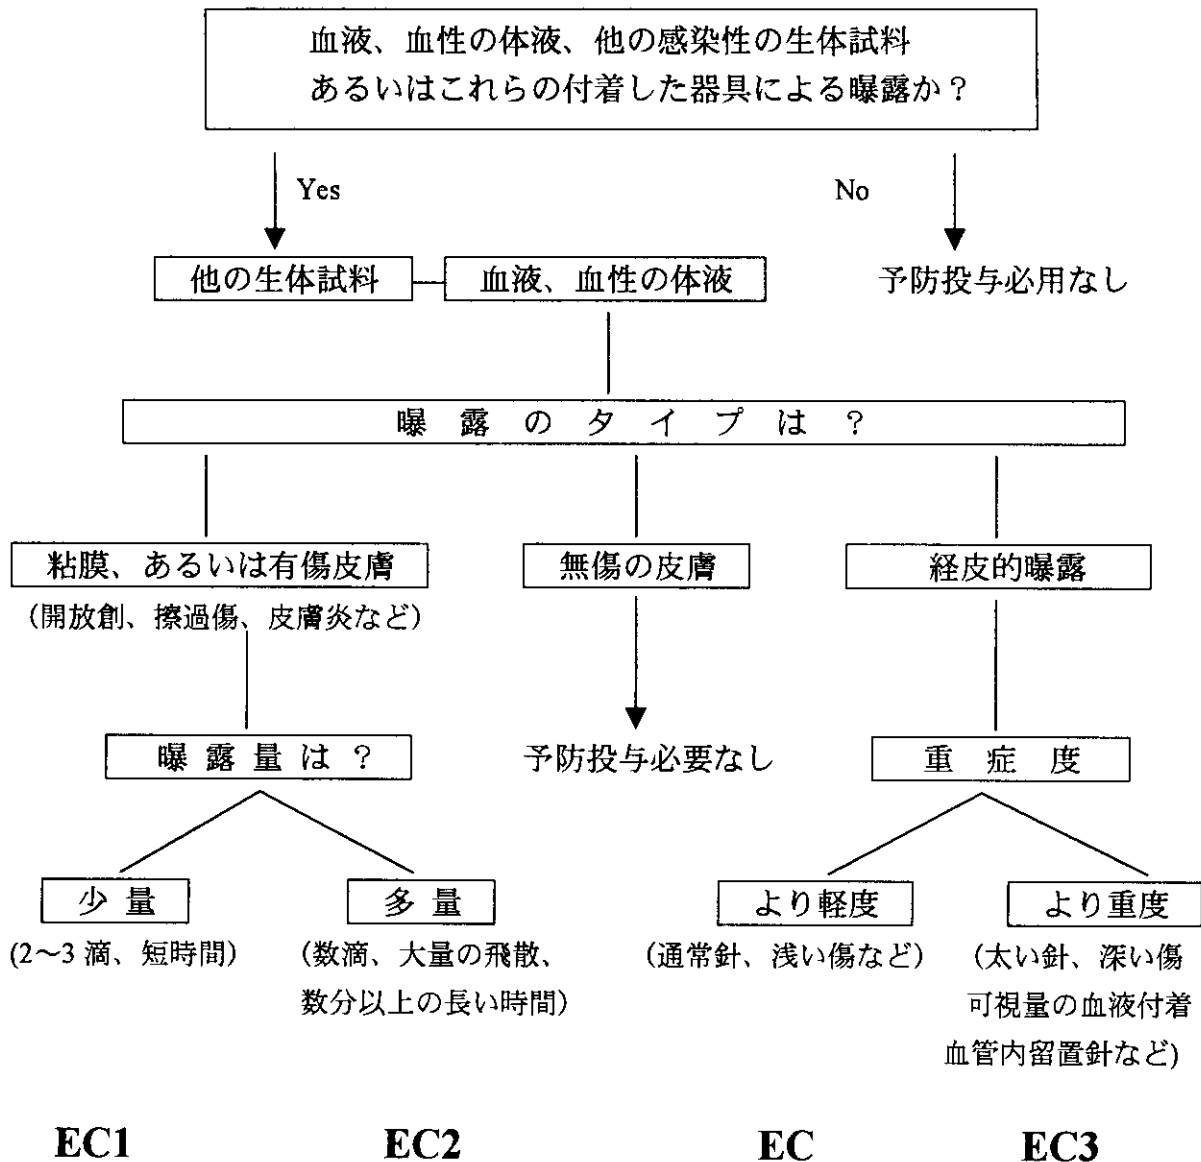 血液、血性の体液、他の感染性の生体試料
あるいはこれらの付着した器具による曝露か？
Yes
No
他の生体試料
血液、血性の体液
予防投与必用なし
曝露のタイプは？
粘膜、あるいは有傷皮膚
無傷の皮膚
経皮的曝露
（開放創、擦過傷、皮膚炎など）
曝露量は？
予防投与必要なし
重症度
少量
多量
より軽度
より重度
(2～3 滴、短時間）
（数滴、大量の飛散、
数分以上の長い時間）
（通常針、浅い傷など）
（太い針、深い傷
可視量の血液付着
血管内留置針など)
EC1
EC2
EC
EC3